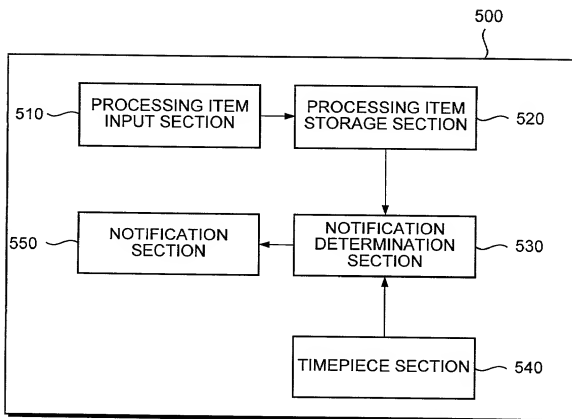 500
510
PROCESSING ITEM
INPUT SECTION
PROCESSING ITEM
STORAGE SECTION
520
550
NOTIFICATION
SECTION
NOTIFICATION
DETERMINATION
SECTION
530
TIMEPIECE SECTION
540